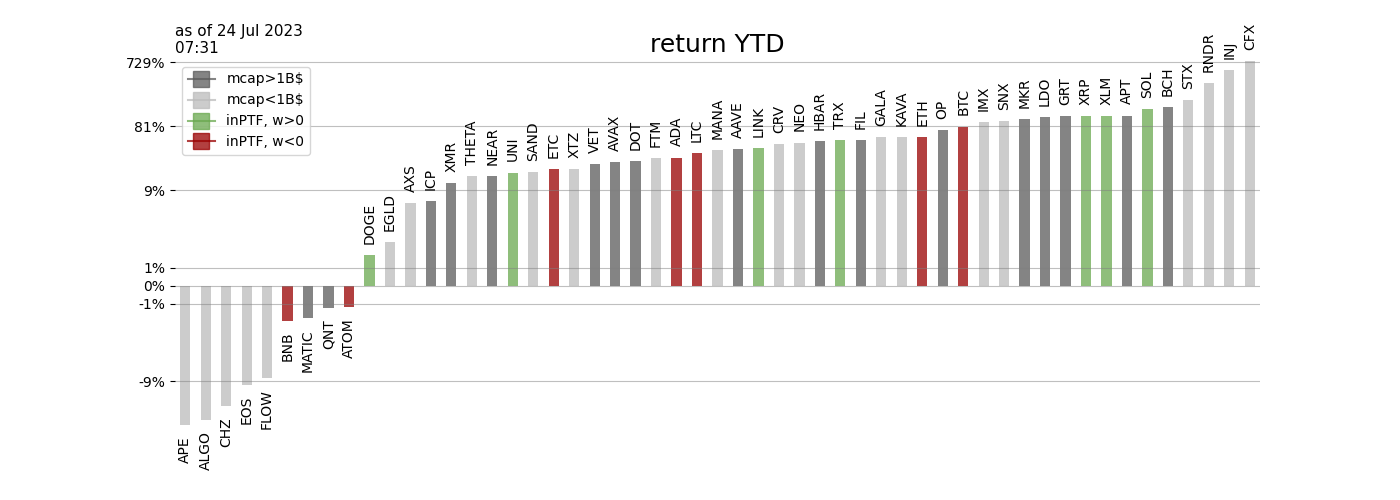 as of 24 Jul 2023
07:31
return YTD
729%
81%
9%
1%
0%
-1%
-9%
mcap>1B$
mcap<1B$
inPTF, w>0
inPTF, w<0
APE
ALGO
CHZ
EOS
FLOW
BNB
MATIC
QNT
ATOM
DOGE
EGLD
AXS
ICP
XMR
THETA
NEAR
UNI
SAND
ETC
XTZ
VET
AVAX
DOT
FTM
ADA
LTC
MANA
AAVE
LINK
CRV
NEO
HBAR
TRX
FIL
GALA
KAVA
ETH
OP
BTC
IMX
SNX
MKR
LDO
GRT
XRP
XLM
APT
SOL
BCH
STX
RNDR
INJ
CFX